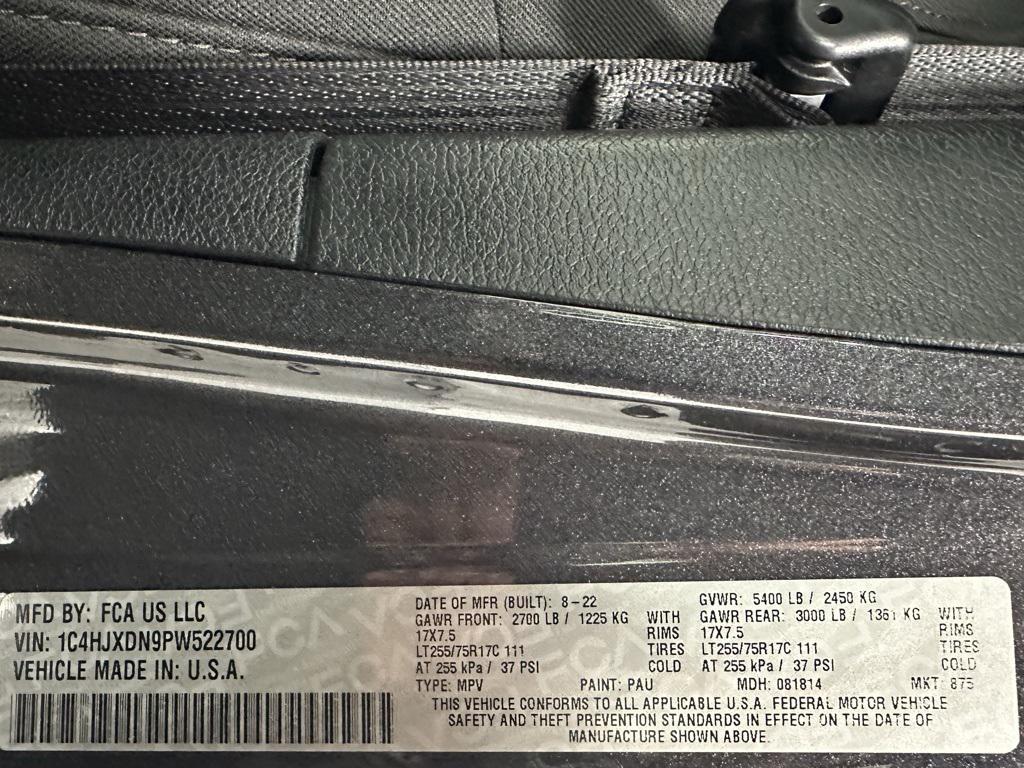 MFD BY: FCA US LLC
VIN: 1C4HJXDN9PW522700
VEHICLE MADE IN: U.S.A.
DATE OF MFR (BUILT): 8-22 GVWR: 5400 LB / 2450 KG
GAWR FRONT: 2700 LB / 1225 KG WITH GAWR REAR: 3000 LB / 1361 KG WITH
17X7.5 RIMS 17X7.5 RIMS
LT255/75R17C 111 TIRES LT255/75R17C 111 TIRES
AT 255 kPa / 37 PSI COLD AT 255 kPa / 37 PSI COLD
TYPE: MPV PAINT: PAU MDH: 081814 MKT: 875
THIS VEHICLE CONFORMS TO ALL APPLICABLE U.S.A. FEDERAL MOTOR VEHICLE
SAFETY AND THEFT PREVENTION STANDARDS IN EFFECT ON THE DATE OF
MANUFACTURE SHOWN ABOVE.